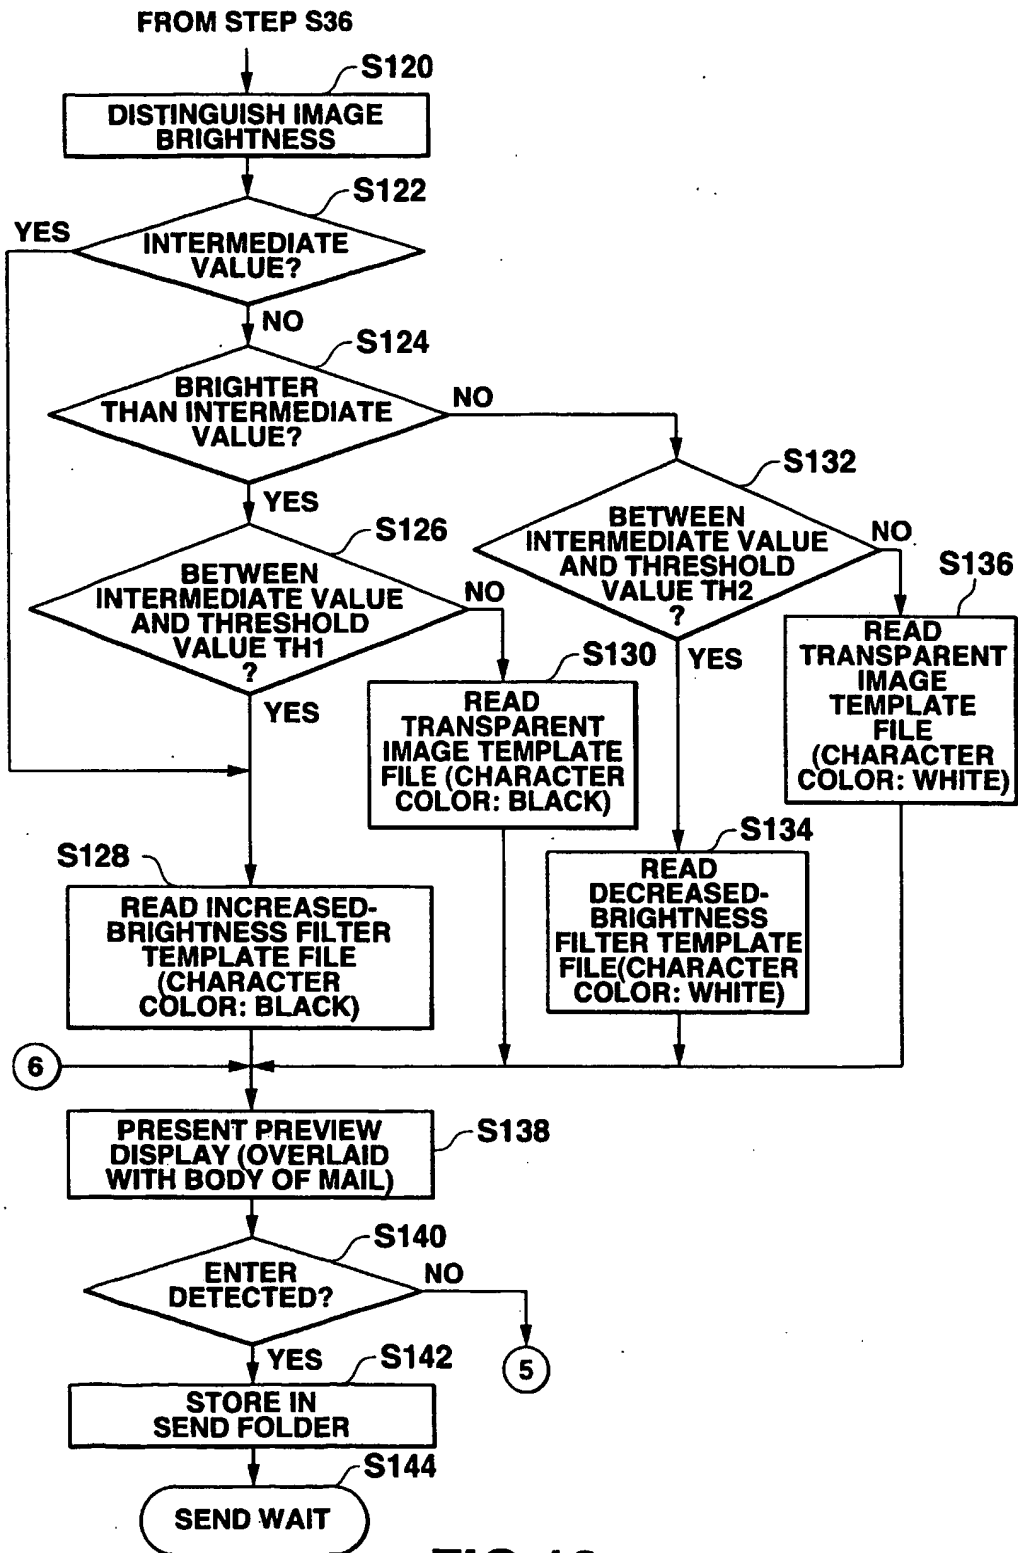 FROM STEP S36
S120
DISTINGUISH IMAGE
BRIGHTNESS
S122
YES
INTERMEDIATE
VALUE?
NO
S124
BRIGHTER
THAN INTERMEDIATE
VALUE?
NO
YES
S132
BETWEEN
INTERMEDIATE VALUE
AND THRESHOLD
VALUE TH2
?
NO
YES
S126
BETWEEN
INTERMEDIATE VALUE
AND THRESHOLD
VALUE TH1
?
NO
YES
S136
READ
TRANSPARENT
IMAGE
TEMPLATE
FILE
(CHARACTER
COLOR: WHITE)
S130
READ
TRANSPARENT
IMAGE TEMPLATE
FILE (CHARACTER
COLOR: BLACK)
S134
READ
DECREASED-
BRIGHTNESS
FILTER TEMPLATE
FILE(CHARACTER
COLOR: WHITE)
S128
READ INCREASED-
BRIGHTNESS FILTER
TEMPLATE FILE
(CHARACTER
COLOR: BLACK)
6
PRESENT PREVIEW
DISPLAY (OVERLAID
WITH BODY OF MAIL)
S138
S140
ENTER
DETECTED?
NO
5
YES
S142
STORE IN
SEND FOLDER
S144
SEND WAIT